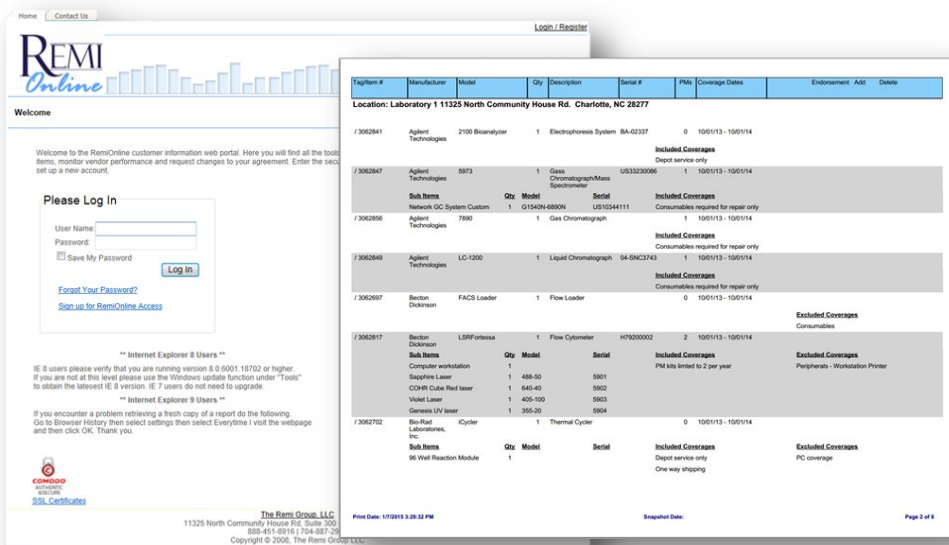 Home Contact Us
Login / Register
REMI
Online
Welcome
Welcome to the RemiOnline customer information web portal. Here you will find all the tools
items, monitor vendor performance and request changes to your agreement. Enter the secu
set up a new account.
Please Log In
User Name:
Password:
Save My Password
Log In
Forgot Your Password?
Sign up for RemiOnline Access
** Internet Explorer 8 Users **
IE 8 users please verify that you are running version 8.0.6001.18702 or higher.
If you are not at this level please use the Windows update function under "Tools"
to obtain the latesest IE 8 version. IE 7 users do not need to upgrade.
** Internet Explorer 9 Users **
If you encounter a problem retrieving a fresh copy of a report do the following.
Go to Browser History then select settings then select Everytime I visit the webpage
and then click OK. Thank you.
COMODO
AUTHENTIC
&SECURE
SSL Certificates
The Remi Group, LLC
11325 North Community House Rd, Suite 300
888-451-8916 | 704-887-29
Copyright © 2008, The Remi Group LLC
Tag/Item # Manufacturer Model Qty Description Serial # PMs Coverage Dates Endorsement Add Delete
Location: Laboratory 1 11325 North Community House Rd. Charlotte, NC 28277
/ 3062841 Agilent 2100 Bioanalyzer 1 Electrophoresis System BA-02337 0 10/01/13 - 10/01/14
Technologies
Included Coverages
Depot service only
/ 3062847 Agilent 5973 1 Gass US33230086 1 10/01/13 - 10/01/14
Technologies Chromatograph/Mass
Spectrometer
Sub Items Qty Model Serial Included Coverages
Network GC System Custom 1 G1540N-6890N US10344111 Consumables required for repair only
/ 3062856 Agilent 7890 1 Gas Chromatograph 1 10/01/13 - 10/01/14
Technologies
Included Coverages
Consumables required for repair only
/ 3062849 Agilent LC-1200 1 Liquid Chromatograph 04-SNC3743 1 10/01/13 - 10/01/14
Technologies
Included Coverages
Consumables required for repair only
/ 3062697 Becton FACS Loader 1 Flow Loader 0 10/01/13 - 10/01/14
Dickinson
Excluded Coverages
Consumables
/ 3062817 Becton LSRFortessa 1 Flow Cytometer H79200002 2 10/01/13 - 10/01/14
Dickinson
Sub Items Qty Model Serial Included Coverages Excluded Coverages
Computer workstation 1 PM kits limted to 2 per year Peripherals - Workstation Printer
Sapphire Laser 1 488-50 5901
COHR Cube Red laser 1 640-40 5902
Violet Laser 1 405-100 5903
Genesis UV laser 1 355-20 5904
/ 3062702 Bio-Rad iCycler 1 Thermal Cycler 0 10/01/13 - 10/01/14
Laboratories,
Inc.
Sub Items Qty Model Serial Included Coverages Excluded Coverages
96 Well Reaction Module 1 Depot service only PC coverage
One way shipping
Print Date: 1/7/2015 3:29:32 PM Snapshot Date: Page 2 of 8